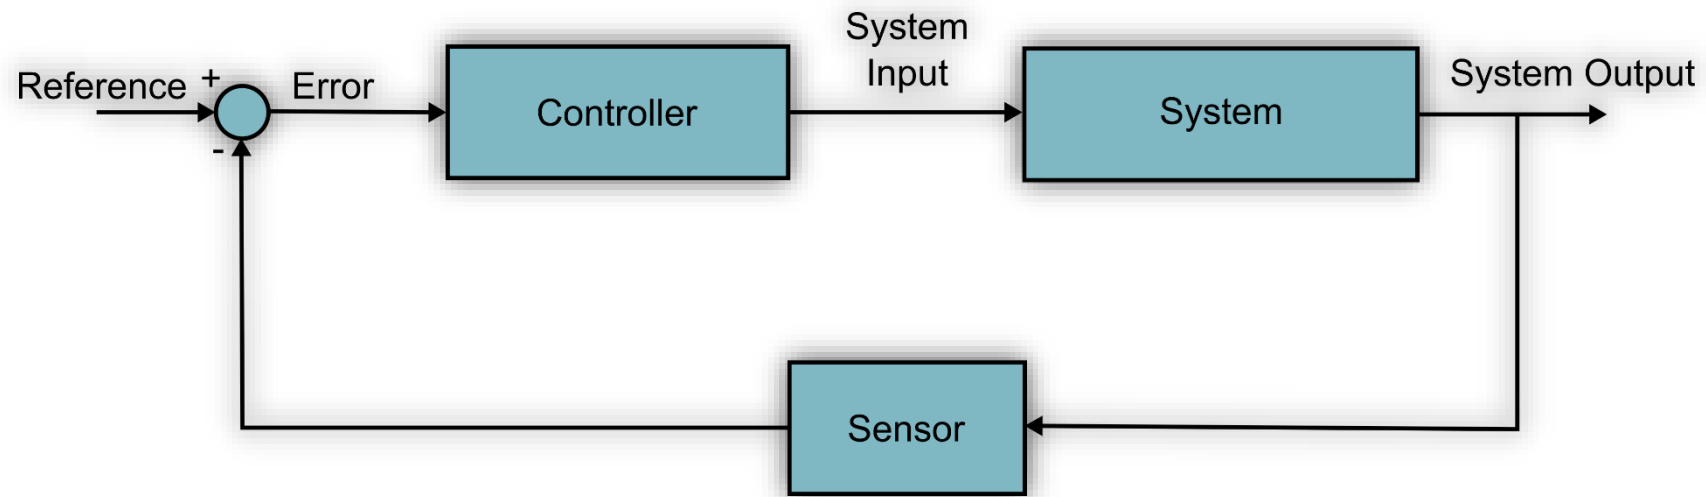 Reference
+
-
Error
Controller
System
Input
System
System Output
Sensor